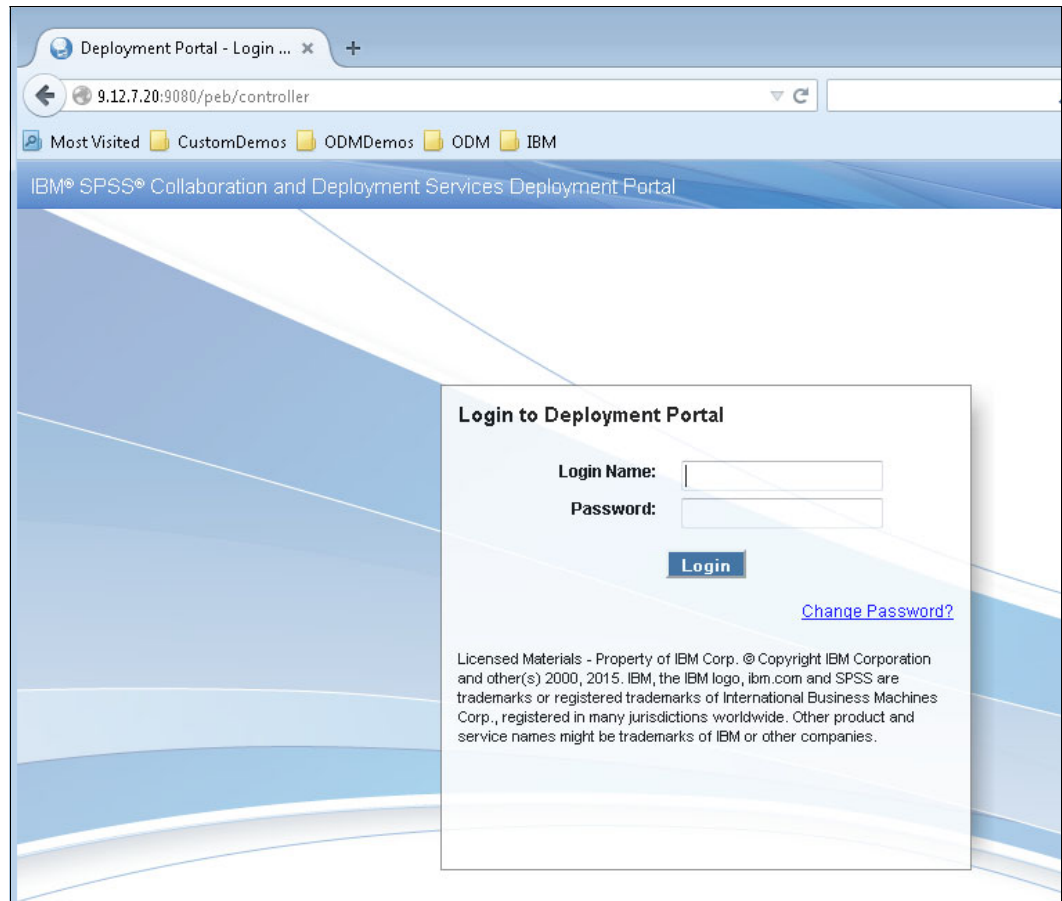 Deployment Portal - Login ...
9.12.7.20:9080/peb/controller
Most Visited CustomDemos ODMDemos ODM IBM
IBM® SPSS® Collaboration and Deployment Services Deployment Portal
Login to Deployment Portal
Login Name:
Password:
Login
Change Password?
Licensed Materials - Property of IBM Corp. © Copyright IBM Corporation
and other(s) 2000, 2015. IBM, the IBM logo, ibm.com and SPSS are
trademarks or registered trademarks of International Business Machines
Corp., registered in many jurisdictions worldwide. Other product and
service names might be trademarks of IBM or other companies.